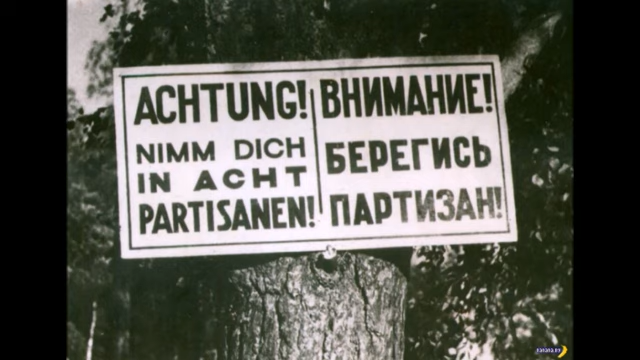 ACHTUNG!
NIMM DICH
IN ACHT
PARTISANEN!
ВНИМАНИЕ!
БЕРЕГИСЬ
ПАРТИЗАН!